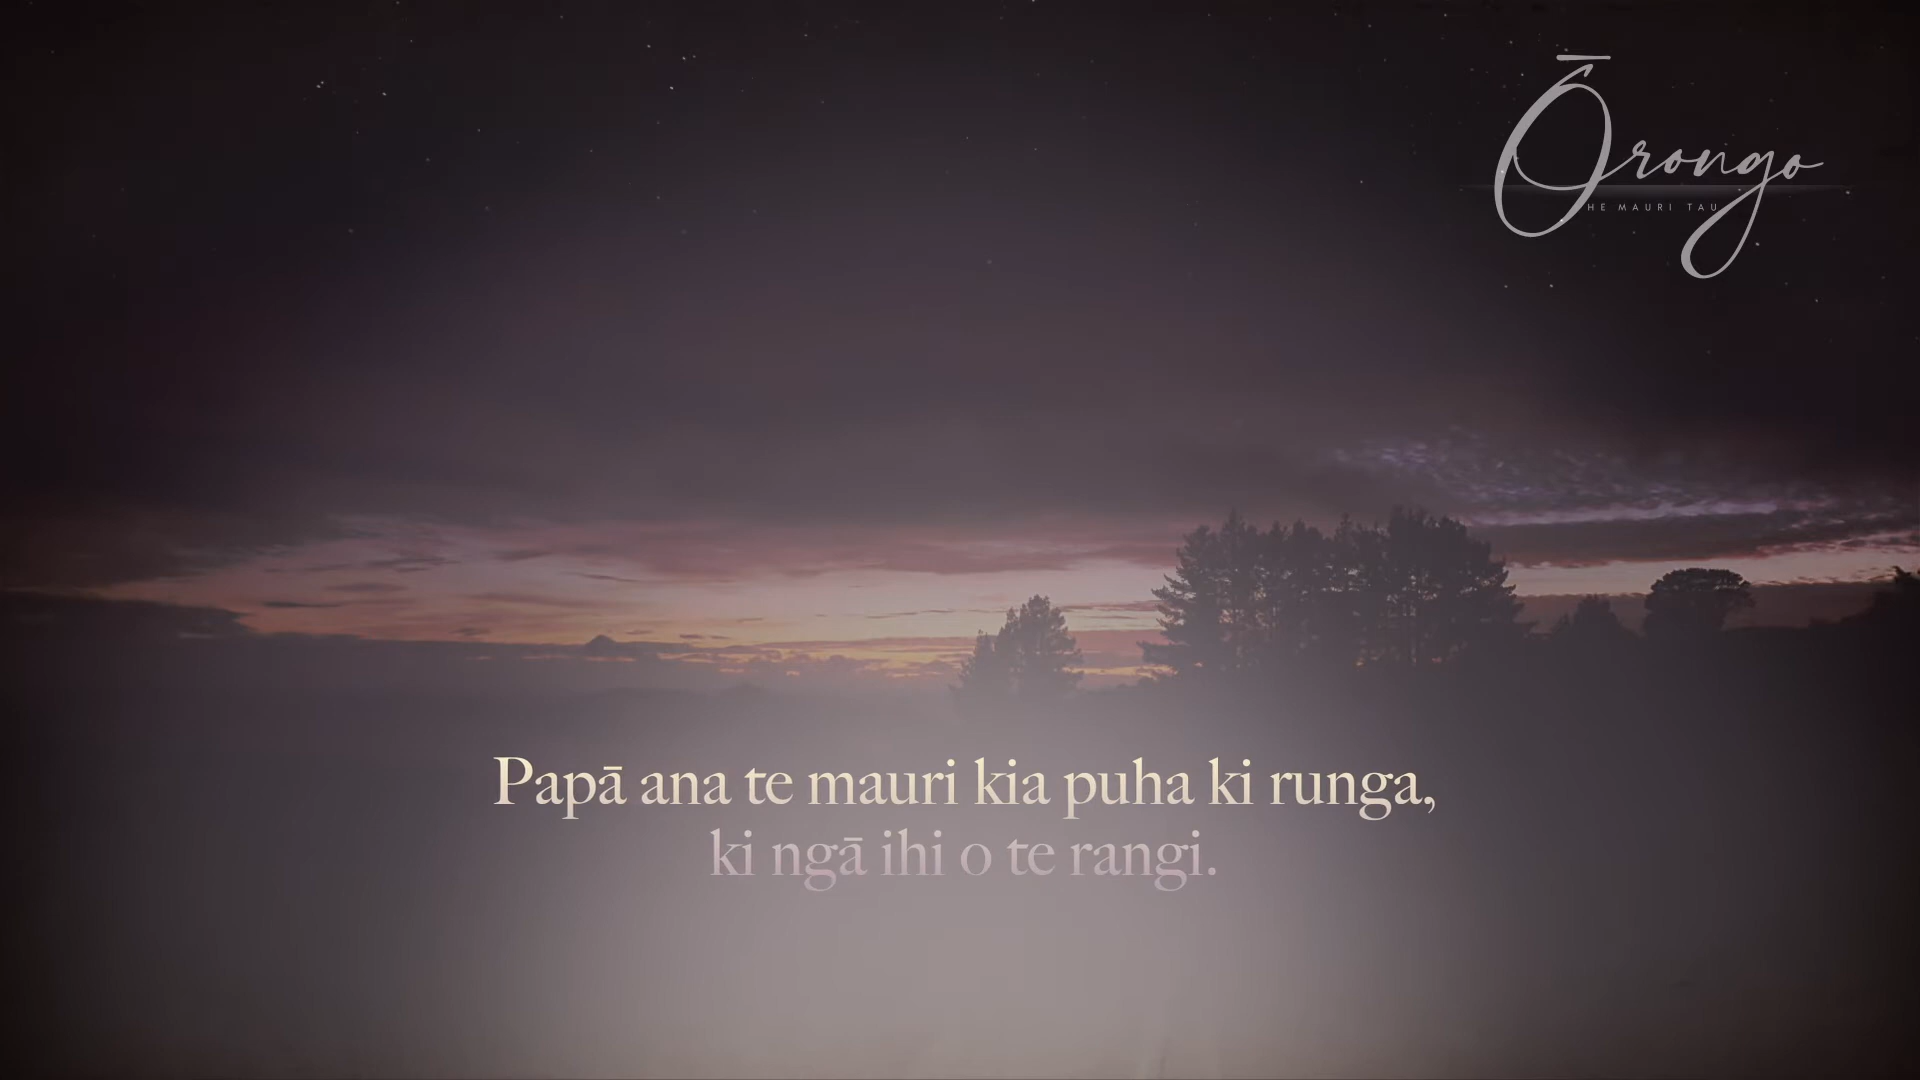 Ōrongo
HE MAURI TAU
Papā ana te mauri kia puha ki runga,
ki ngā ihi o te rangi.